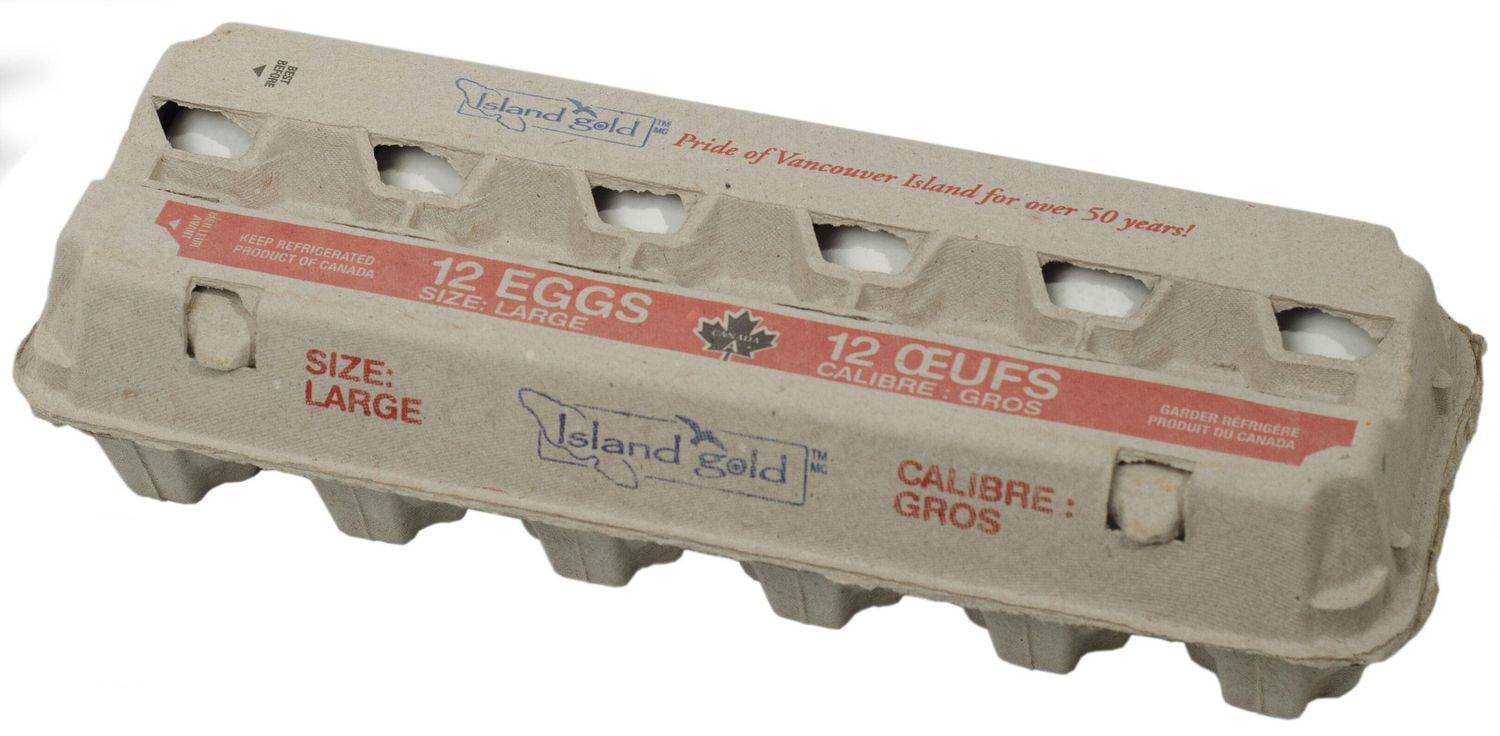 BEST
BEFORE
Island gold TM
MC
Pride of Vancouver Island for over 50 years!
MEILLEUR
AVANT
KEEP REFRIGERATED
PRODUCT OF CANADA
12 EGGS
SIZE: LARGE
CANADA
A
12 ŒUFS
CALIBRE : GROS
GARDER RÉFRIGÉRÉ
PRODUIT DU CANADA
SIZE:
LARGE
Island gold TM
MC
CALIBRE :
GROS